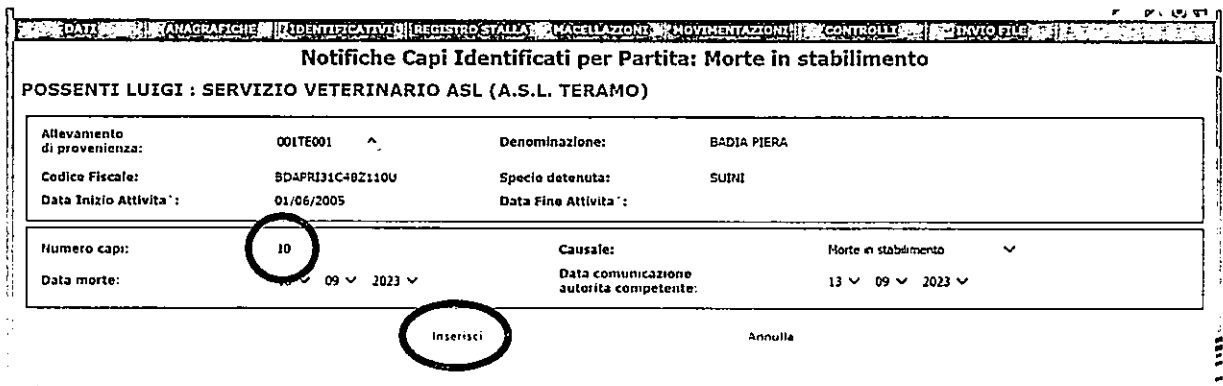 DATI ANAGRAFICHE IDENTIFICATIVI REGISTRO STALLA MACELLAZIONI MOVIMENTAZIONI CONTROLLI INVIO FILE
Notifiche Capi Identificati per Partita: Morte in stabilimento
POSSENTI LUIGI : SERVIZIO VETERINARIO ASL (A.S.L. TERAMO)
Allevamento
di provenienza: 001TE001 Denominazione: BADIA PIERA
Codice Fiscale: BDAPRI31C48Z110U Specie detenuta: SUINI
Data Inizio Attivita`: 01/06/2005 Data Fine Attivita`:
Numero capi: 10 Causale: Morte in stabilimento
Data morte: 09 2023 Data comunicazione
autorita competente: 13 09 2023
Inserisci Annulla